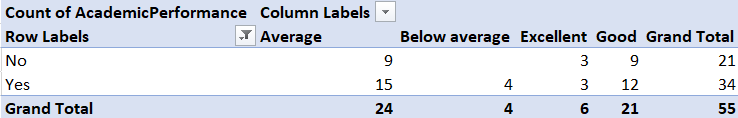 Count of AcademicPerformance Column Labels
Row Labels Average Below average Excellent Good Grand Total
No 9 3 9 21
Yes 15 4 3 12 34
Grand Total 24 4 6 21 55